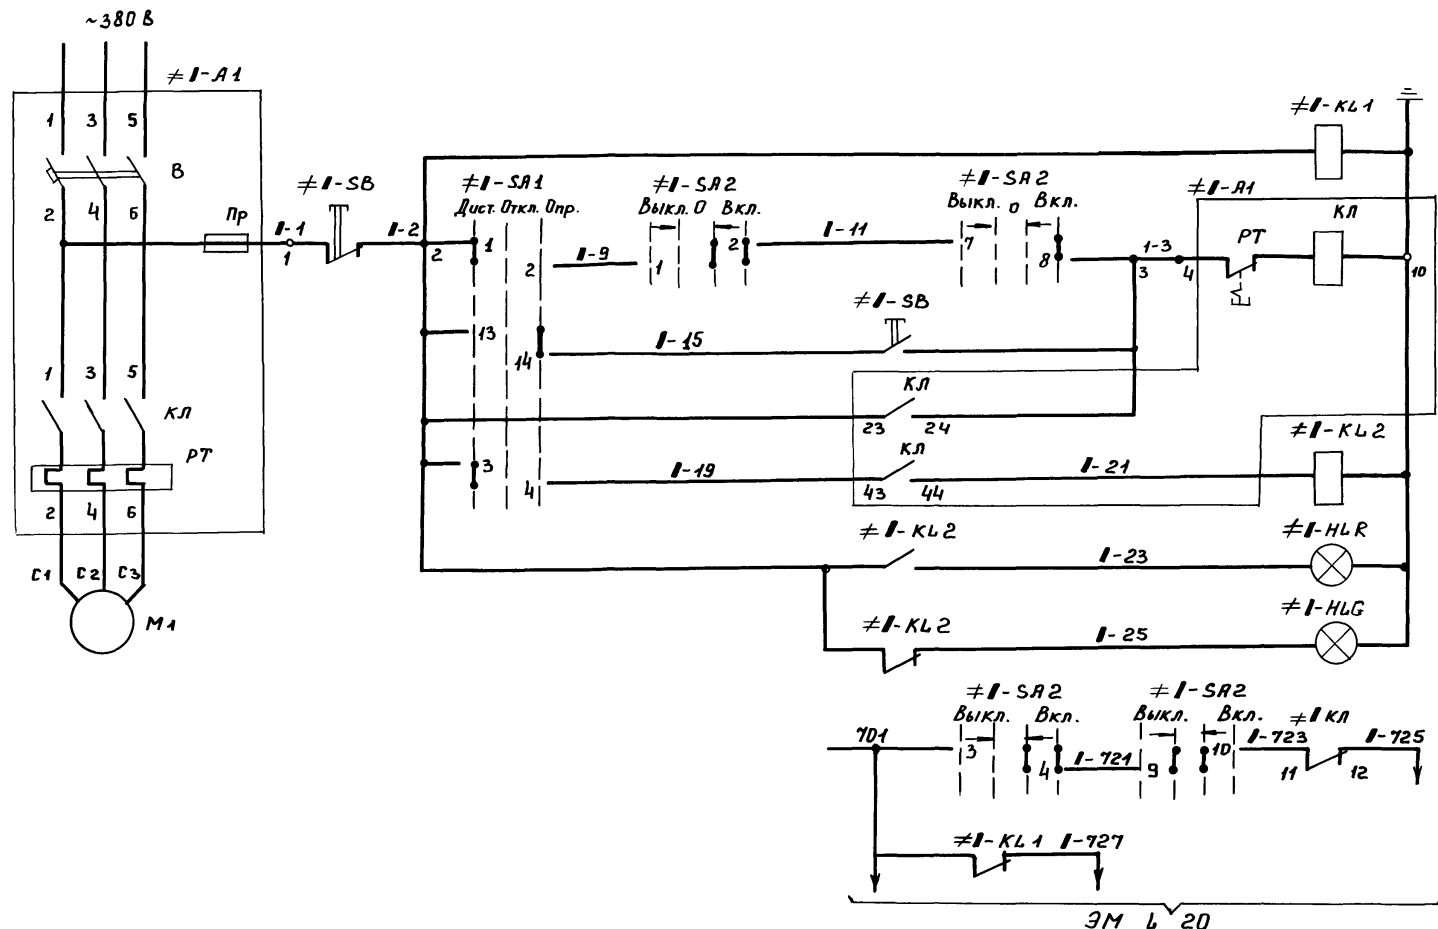 ~380 В
≠ I-A1
1 3 5
В
2 4 6
Пр
≠ I-SB
I-1
1
I-2
2
≠ I-SA1
Дист. Откл. Опр.
1
2
I-9
≠ I-SA2
Выкл. О Вкл.
1
2
I-11
≠ I-SA2
Выкл. О Вкл.
7
8
1-3
3
4
≠ I-A1
РТ
КЛ
10
≠ I-KL1
13
14
I-15
≠ I-SB
КЛ
23 24
3
4
I-19
КЛ
43 44
I-21
≠ I-KL2
1 3 5
КЛ
РТ
2 4 6
C1 C2 C3
M1
≠ I-KL2
I-23
≠ I-HLR
≠ I-KL2
I-25
≠ I-HLG
≠ I-SA2
Выкл. Вкл.
≠ I-SA2
Выкл. Вкл.
≠ I КЛ
701
3
4
I-721
9
10
I-723
11 12
I-725
≠ I-KL1
I-727
ЭМ L 20